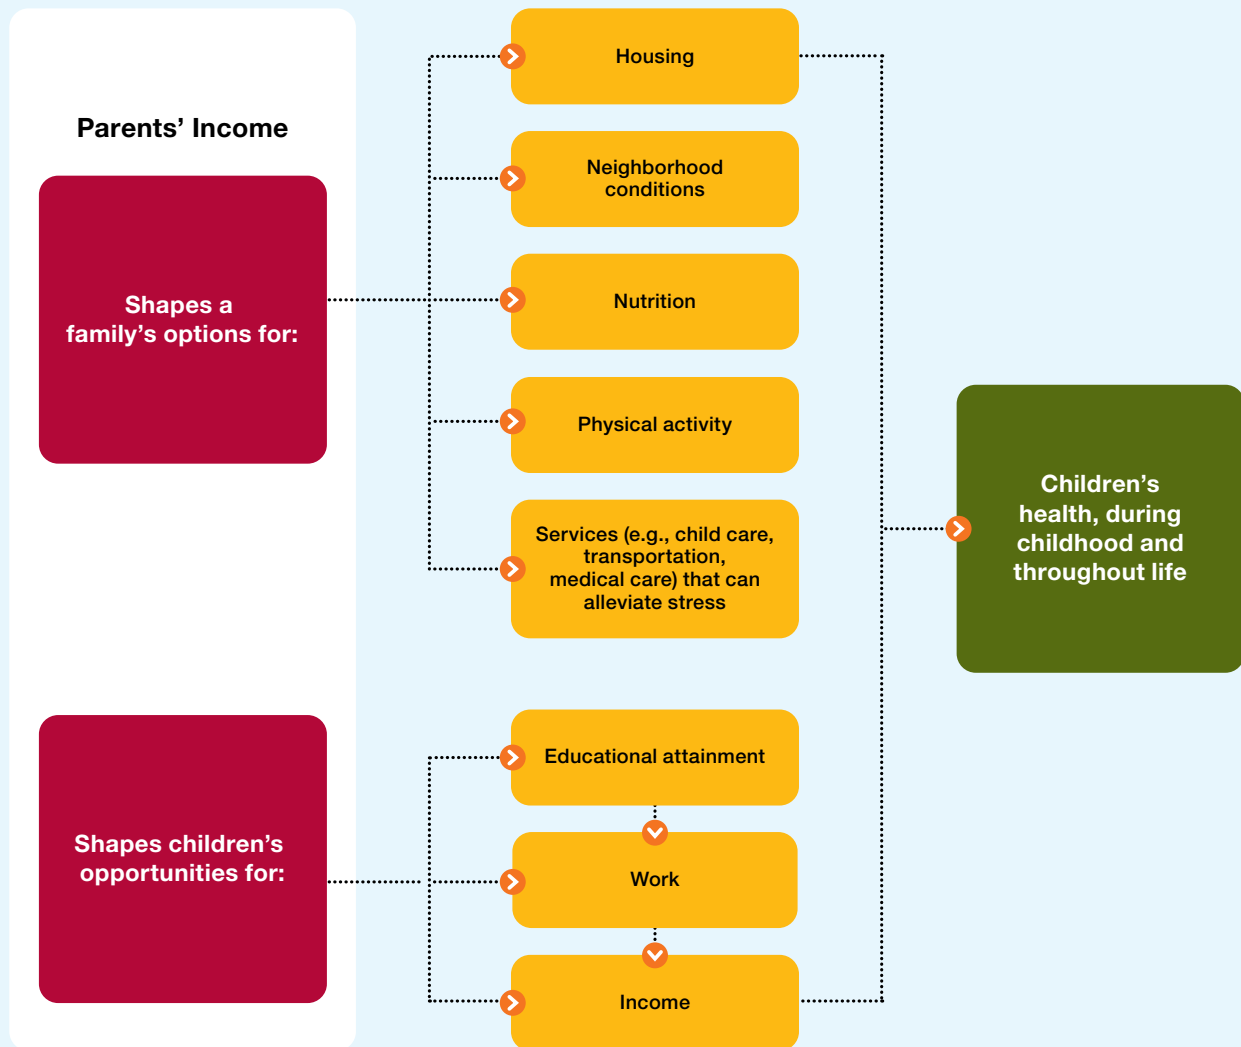 Parents’ Income
Shapes a
family’s options for:
Housing
Neighborhood
conditions
Nutrition
Physical activity
Services (e.g., child care,
transportation,
medical care) that can
alleviate stress
Shapes children’s
opportunities for:
Educational attainment
Work
Income
Children’s
health, during
childhood and
throughout life